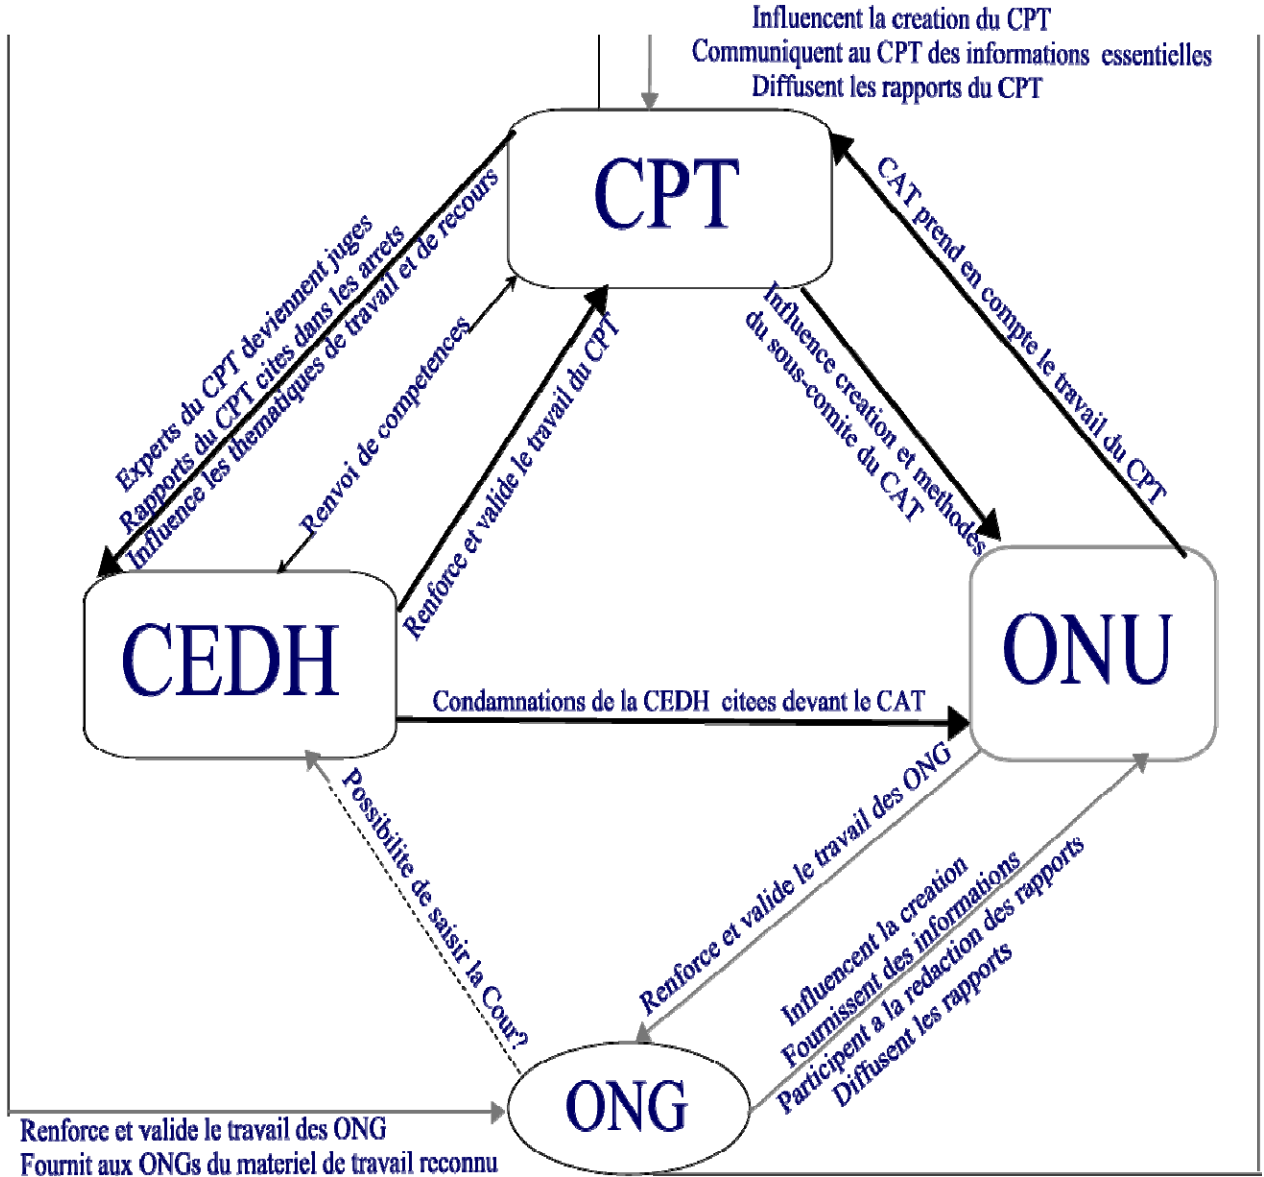 Influencent la creation du CPT
Communiquent au CPT des informations essentielles
Diffusent les rapports du CPT
CPT
Experts du CPT deviennent juges
Rapports du CPT cites dans les arrets
Influence les thematiques de travail et de recours
Renvoi de competences
Renforce et valide le travail du CPT
Influence creation et methodes
du sous-comite du CAT
CAT prend en compte le travail du CPT
CEDH
ONU
Condamnations de la CEDH citees devant le CAT
Possibilite de saisir la Cour?
Renforce et valide le travail des ONG
Influencent la creation
Fournissent des informations
Participent a la redaction des rapports
Diffusent les rapports
ONG
Renforce et valide le travail des ONG
Fournit aux ONGs du materiel de travail reconnu